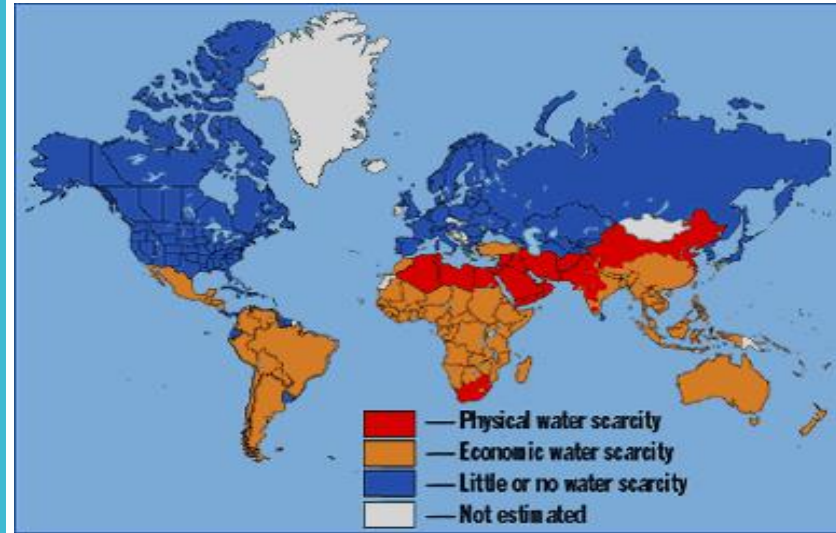 — Physical water scarcity
— Economic water scarcity
— Little or no water scarcity
— Not estimated